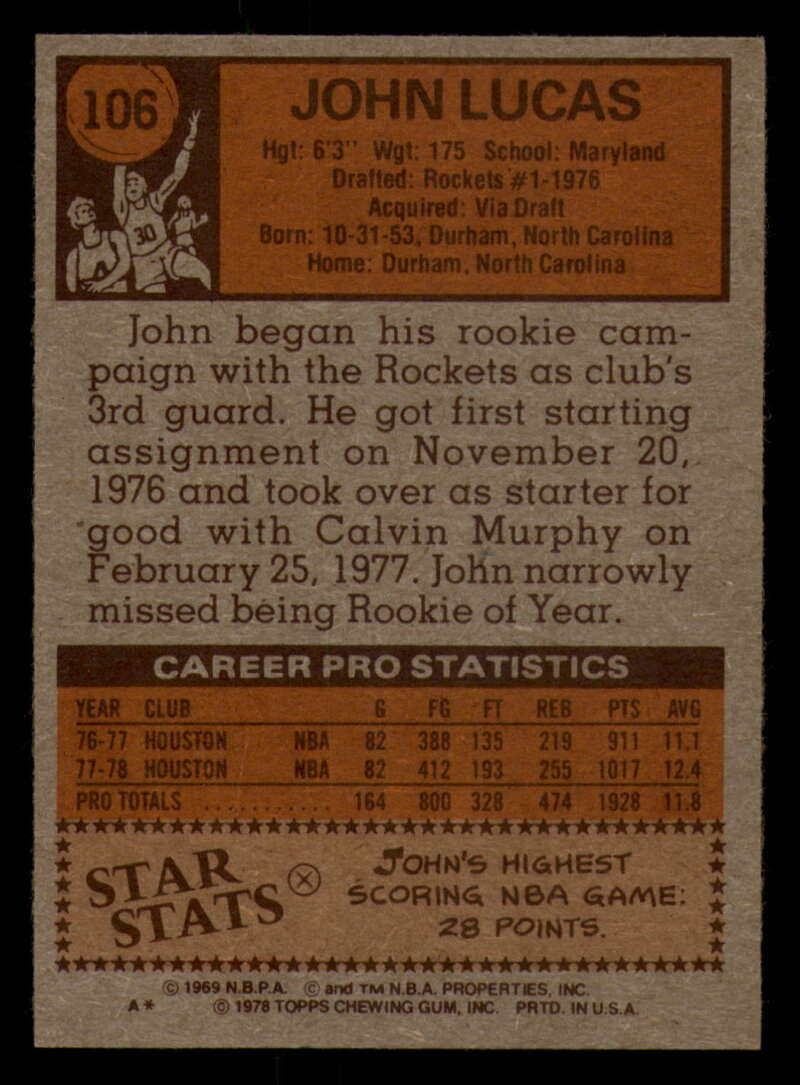 106
30
JOHN LUCAS
Hgt: 6'3" Wgt: 175 School: Maryland
Drafted: Rockets #1-1976
Acquired: Via Draft
Born: 10-31-53, Durham, North Carolina
Home: Durham, North Carolina
John began his rookie cam-
paign with the Rockets as club's
3rd guard. He got first starting
assignment on November 20,
1976 and took over as starter for
good with Calvin Murphy on
February 25, 1977. John narrowly
missed being Rookie of Year.
CAREER PRO STATISTICS
YEAR CLUB G FG FT REB PTS AVG
76-77 HOUSTON NBA 82 388 135 219 911 11.1
77-78 HOUSTON NBA 82 412 193 255 1017 12.4
PRO TOTALS ............ 164 800 328 474 1928 11.8
STAR
STATS
JOHN'S HIGHEST
SCORING NBA GAME:
28 POINTS.
© 1969 N.B.P.A. © and TM N.B.A. PROPERTIES, INC.
A* © 1978 TOPPS CHEWING GUM, INC. PRTD. IN U.S.A.